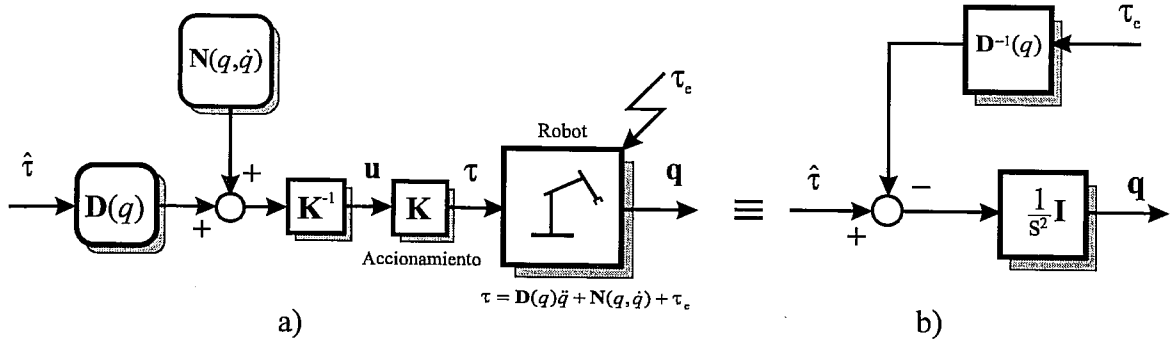 N(q,q̇)
τ̂
D(q)
+
+
K⁻¹
u
K
Accionamiento
τ
Robot
τₑ
q
τ = D(q)q̈ + N(q,q̇) + τₑ
a)
≡
D⁻¹(q)
τₑ
τ̂
+
−
1/s² I
q
b)